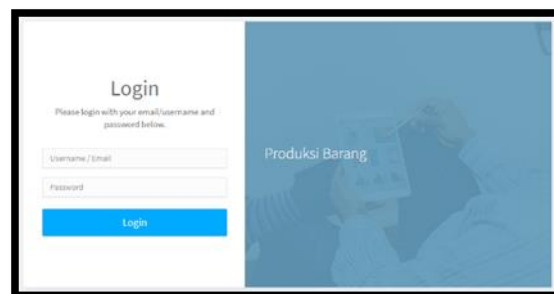 Login
Please login with your email/username and
password below.
Username / Email
Password
Login
Produksi Barang